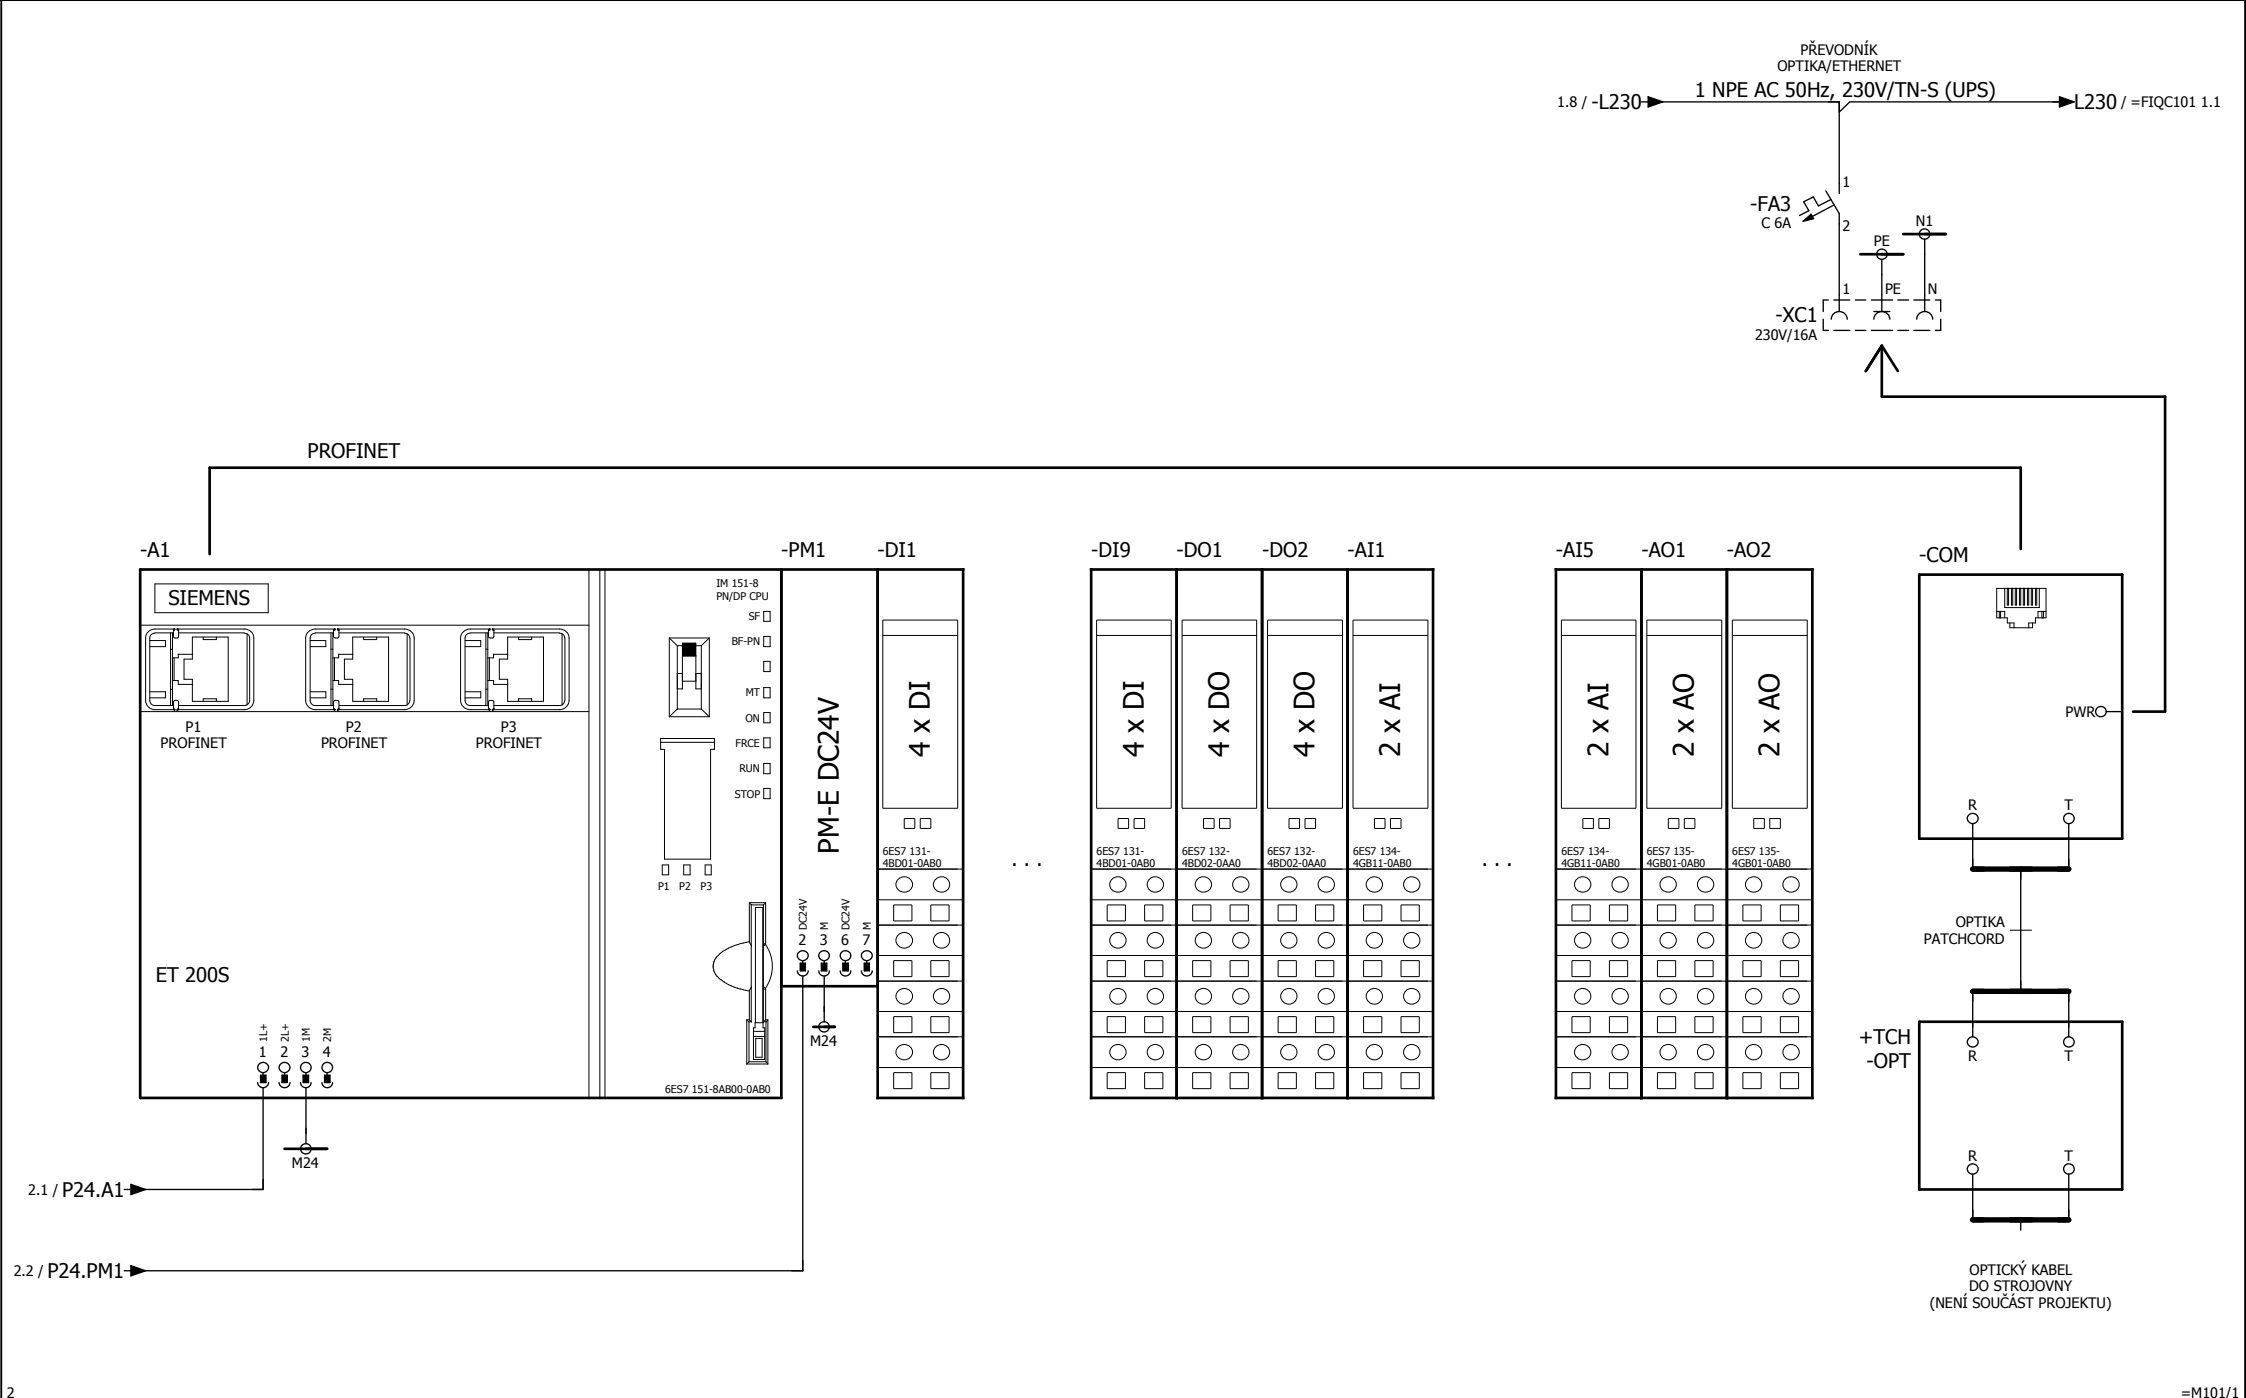 PŘEVODNÍK
OPTIKA/ETHERNET
1 NPE AC 50Hz, 230V/TN-S (UPS)
1.8 / -L230
L230 / =FIQC101 1.1
1
-FA3
C 6A
2
N1
PE
1
PE
N
-XC1
230V/16A
PROFINET
-A1
-PM1
-DI1
-DI9
-DO1
-DO2
-AI1
-AI5
-AO1
-AO2
-COM
SIEMENS
IM 151-8
PN/DP CPU
SF
BF-PN
MT
ON
FRCE
RUN
STOP
P1
PROFINET
P2
PROFINET
P3
PROFINET
P1 P2 P3
ET 200S
1L+
2L+
1M
2M
1 2 3 4
M24
6ES7 151-8AB00-0AB0
PM-E DC24V
DC24V
M
DC24V
M
2 3 6 7
M24
4 x DI
6ES7 131-
4BD01-0AB0
. . .
4 x DI
6ES7 131-
4BD01-0AB0
4 x DO
6ES7 132-
4BD02-0AA0
4 x DO
6ES7 132-
4BD02-0AA0
2 x AI
6ES7 134-
4GB11-0AB0
. . .
2 x AI
6ES7 134-
4GB11-0AB0
2 x AO
6ES7 135-
4GB01-0AB0
2 x AO
6ES7 135-
4GB01-0AB0
PWR
R T
OPTIKA
PATCHCORD
+TCH
-OPT
R T
R T
OPTICKÝ KABEL
DO STROJOVNY
(NENÍ SOUČÁST PROJEKTU)
2.1 / P24.A1
2.2 / P24.PM1
2
=M101/1